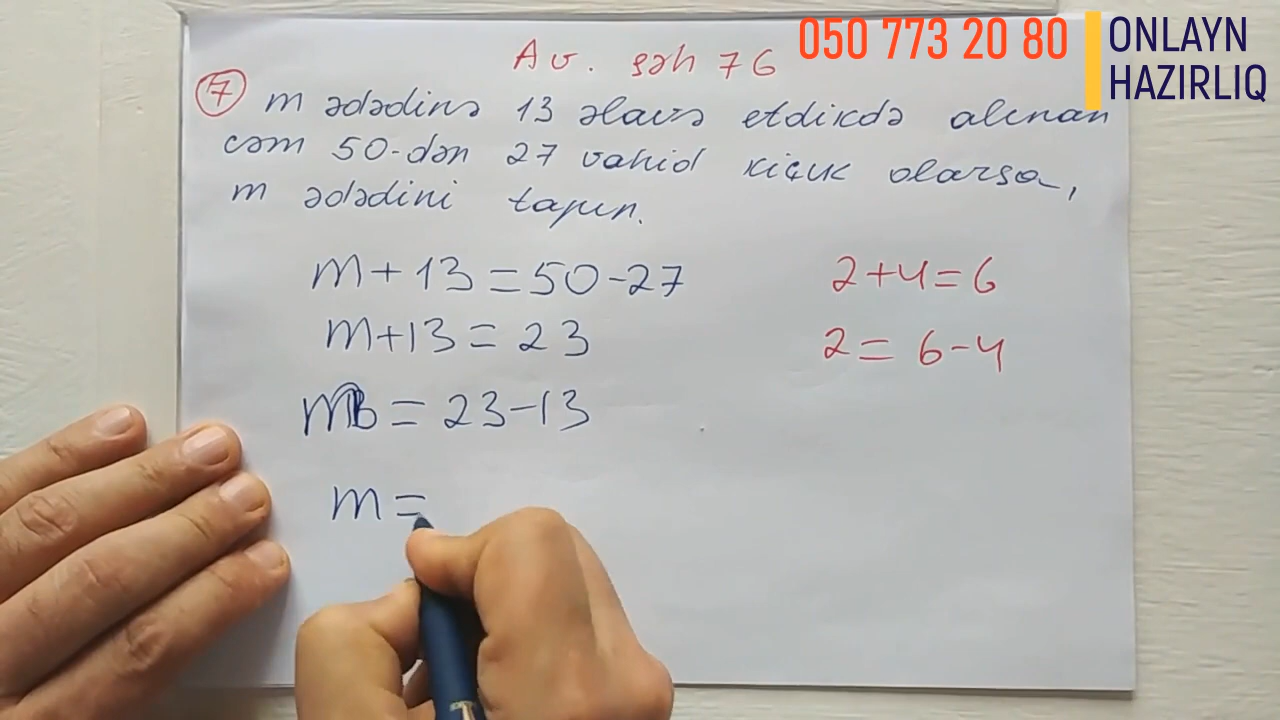 050 773 20 80
ONLAYN
HAZIRLIQ
Av. səh 76
7 m ədədinə 13 əlavə etdikdə alınan
cəm 50-dən 27 vahid kiçik olarsa,
m ədədini tapın.
m+13=50-27
m+13=23
m = 23-13
m =
2+4=6
2=6-4